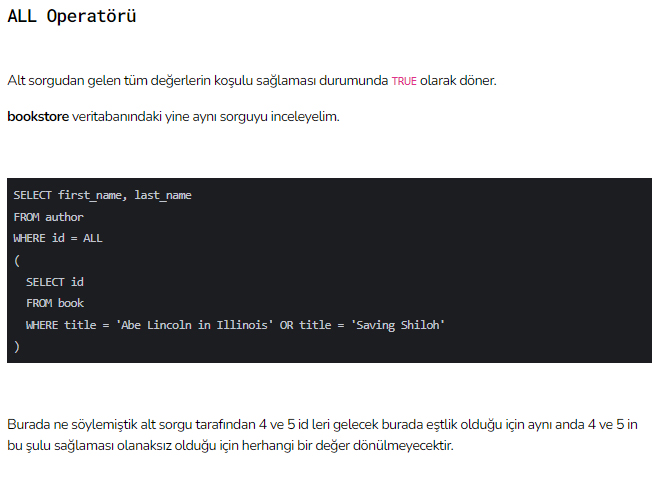 ALL Operatörü
Alt sorgudan gelen tüm değerlerin koşulu sağlaması durumunda TRUE olarak döner.
bookstore veritabanındaki yine aynı sorguyu inceleyelim.
SELECT first_name, last_name
FROM author
WHERE id = ALL
(
  SELECT id
  FROM book
  WHERE title = 'Abe Lincoln in Illinois' OR title = 'Saving Shiloh'
)
Burada ne söylemiştik alt sorgu tarafından 4 ve 5 id leri gelecek burada eştlik olduğu için aynı anda 4 ve 5 in
bu şulu sağlaması olanaksız olduğu için herhangi bir değer dönülmeyecektir.